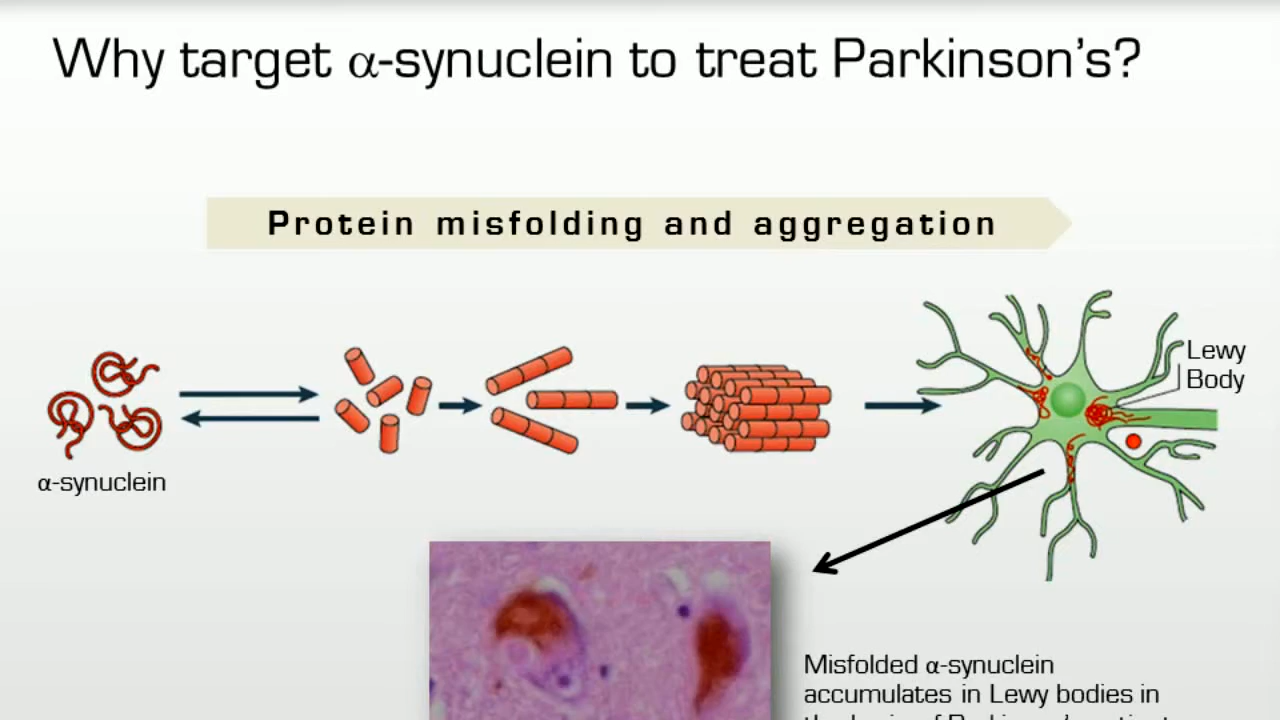 Why target α-synuclein to treat Parkinson's?
Protein misfolding and aggregation
Lewy
Body
α-synuclein
Misfolded α-synuclein
accumulates in Lewy bodies in